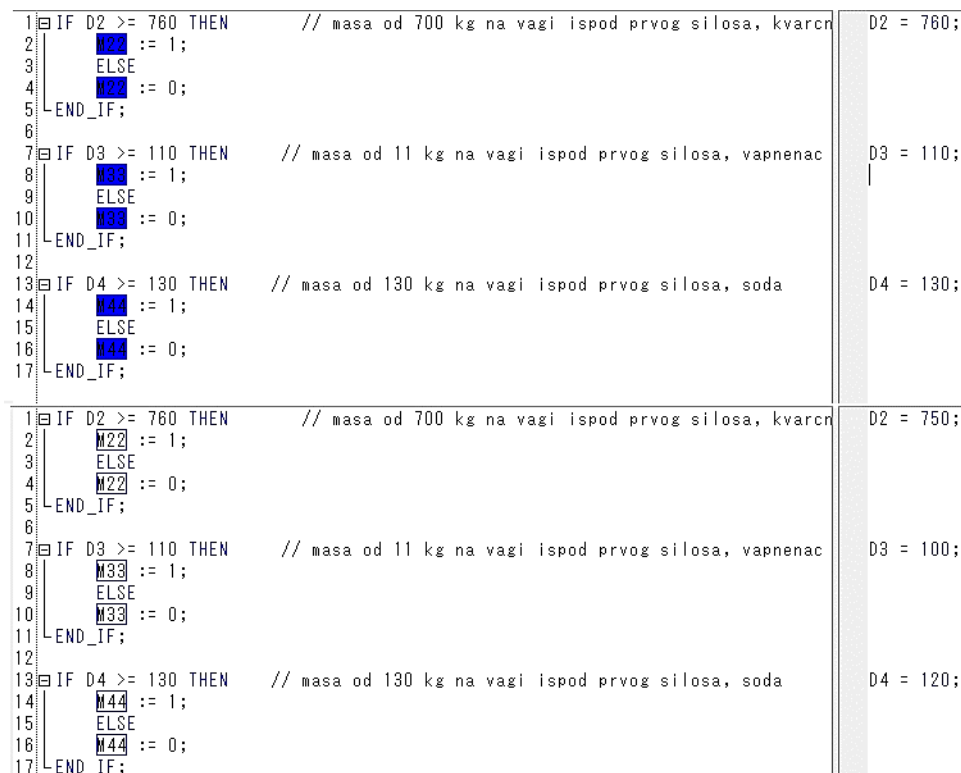 1 IF D2 >= 760 THEN // masa od 700 kg na vagi ispod prvog silosa, kvarcn D2 = 760;
2 M22 := 1;
3 ELSE
4 M22 := 0;
5 END_IF;
6
7 IF D3 >= 110 THEN // masa od 11 kg na vagi ispod prvog silosa, vapnenac D3 = 110;
8 M33 := 1;
9 ELSE
10 M33 := 0;
11 END_IF;
12
13 IF D4 >= 130 THEN // masa od 130 kg na vagi ispod prvog silosa, soda D4 = 130;
14 M44 := 1;
15 ELSE
16 M44 := 0;
17 END_IF;
1 IF D2 >= 760 THEN // masa od 700 kg na vagi ispod prvog silosa, kvarcn D2 = 750;
2 M22 := 1;
3 ELSE
4 M22 := 0;
5 END_IF;
6
7 IF D3 >= 110 THEN // masa od 11 kg na vagi ispod prvog silosa, vapnenac D3 = 100;
8 M33 := 1;
9 ELSE
10 M33 := 0;
11 END_IF;
12
13 IF D4 >= 130 THEN // masa od 130 kg na vagi ispod prvog silosa, soda D4 = 120;
14 M44 := 1;
15 ELSE
16 M44 := 0;
17 END_IF;